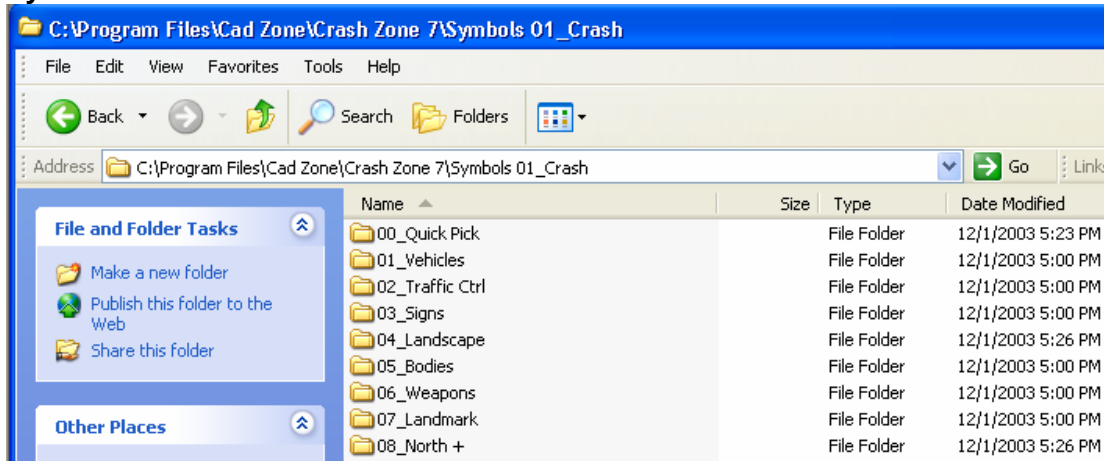 C:\Program Files\Cad Zone\Crash Zone 7\Symbols 01_Crash
File Edit View Favorites Tools Help
Back Search Folders
Address C:\Program Files\Cad Zone\Crash Zone 7\Symbols 01_Crash Go Links
Name Size Type Date Modified
File and Folder Tasks
Make a new folder
Publish this folder to the
Web
Share this folder
Other Places
00_Quick Pick File Folder 12/1/2003 5:23 PM
01_Vehicles File Folder 12/1/2003 5:00 PM
02_Traffic Ctrl File Folder 12/1/2003 5:00 PM
03_Signs File Folder 12/1/2003 5:00 PM
04_Landscape File Folder 12/1/2003 5:26 PM
05_Bodies File Folder 12/1/2003 5:00 PM
06_Weapons File Folder 12/1/2003 5:00 PM
07_Landmark File Folder 12/1/2003 5:00 PM
08_North + File Folder 12/1/2003 5:26 PM